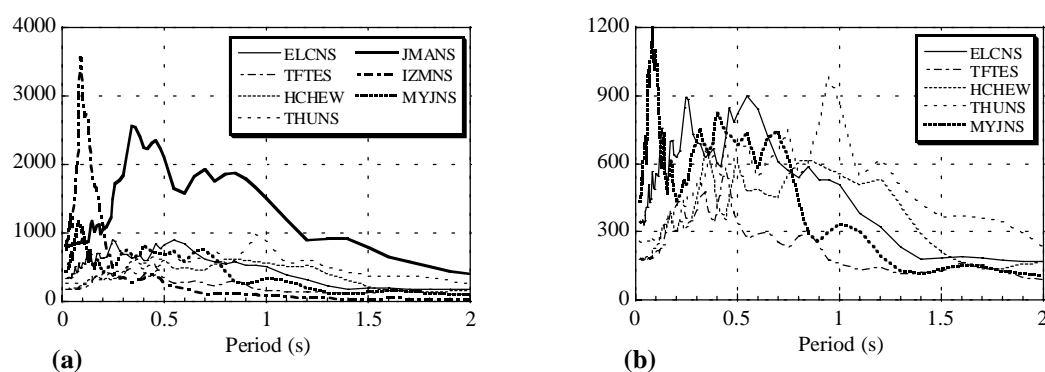 4000
3000
2000
1000
0
0 0.5 1 1.5 2
Period (s)
(a)
ELCNS
TFTES
HCHEW
THUNS
JMANS
IZMNS
MYJNS
1200
900
600
300
0
0 0.5 1 1.5 2
Period (s)
(b)
ELCNS
TFTES
HCHEW
THUNS
MYJNS